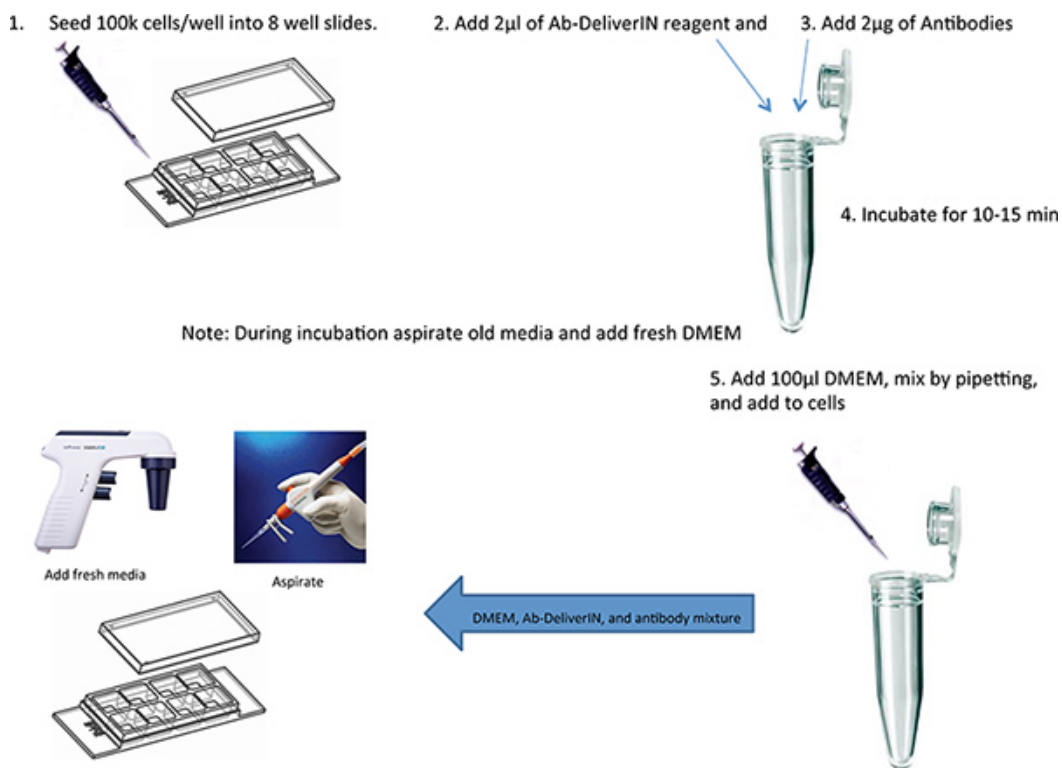 1. Seed 100k cells/well into 8 well slides.
2. Add 2µl of Ab-DeliverIN reagent and
3. Add 2µg of Antibodies
4. Incubate for 10-15 min
Note: During incubation aspirate old media and add fresh DMEM
5. Add 100µl DMEM, mix by pipetting,
and add to cells
Add fresh media
Aspirate
DMEM, Ab-DeliverIN, and antibody mixture